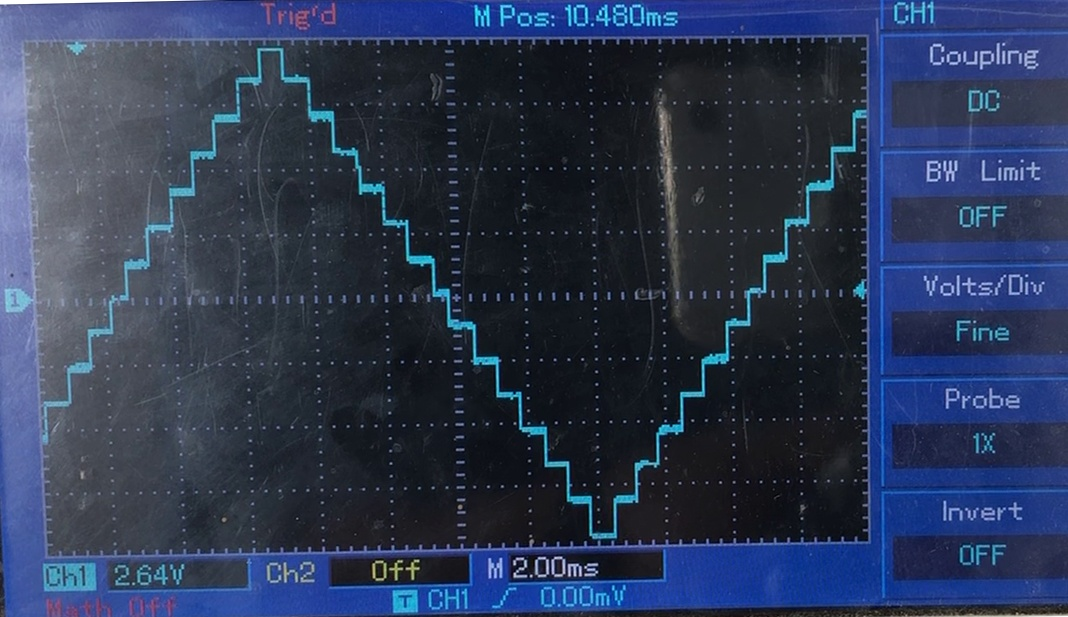 Trig'd M Pos: 10.480ms CH1
Coupling
DC
BW Limit
OFF
Volts/Div
Fine
Probe
1X
Invert
OFF
1
Ch1 2.64V Ch2 Off M 2.00ms
Math Off T CH1 0.00mV